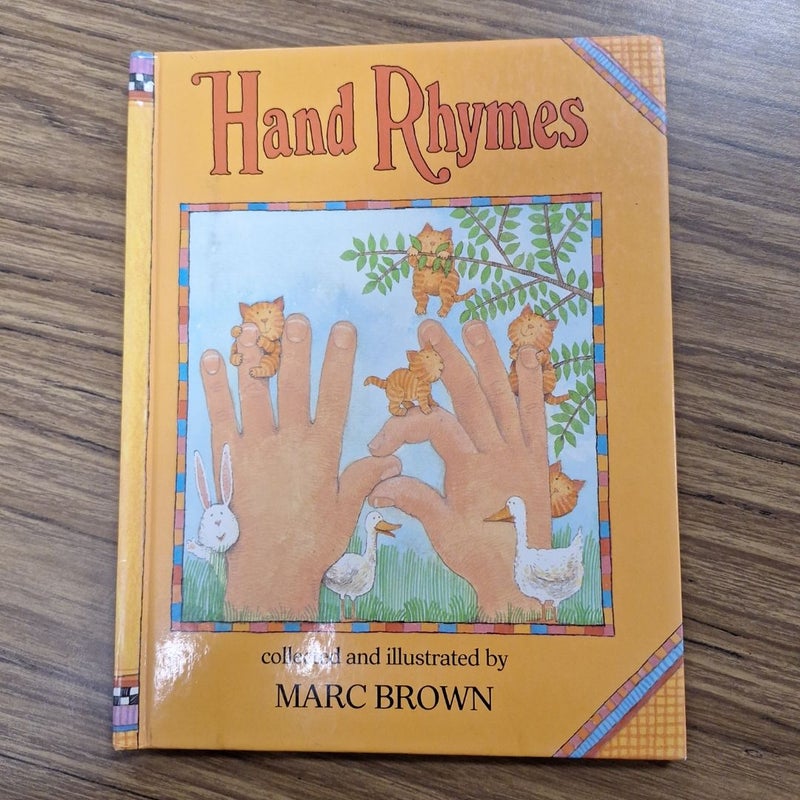 Hand Rhymes
collected and illustrated by
MARC BROWN